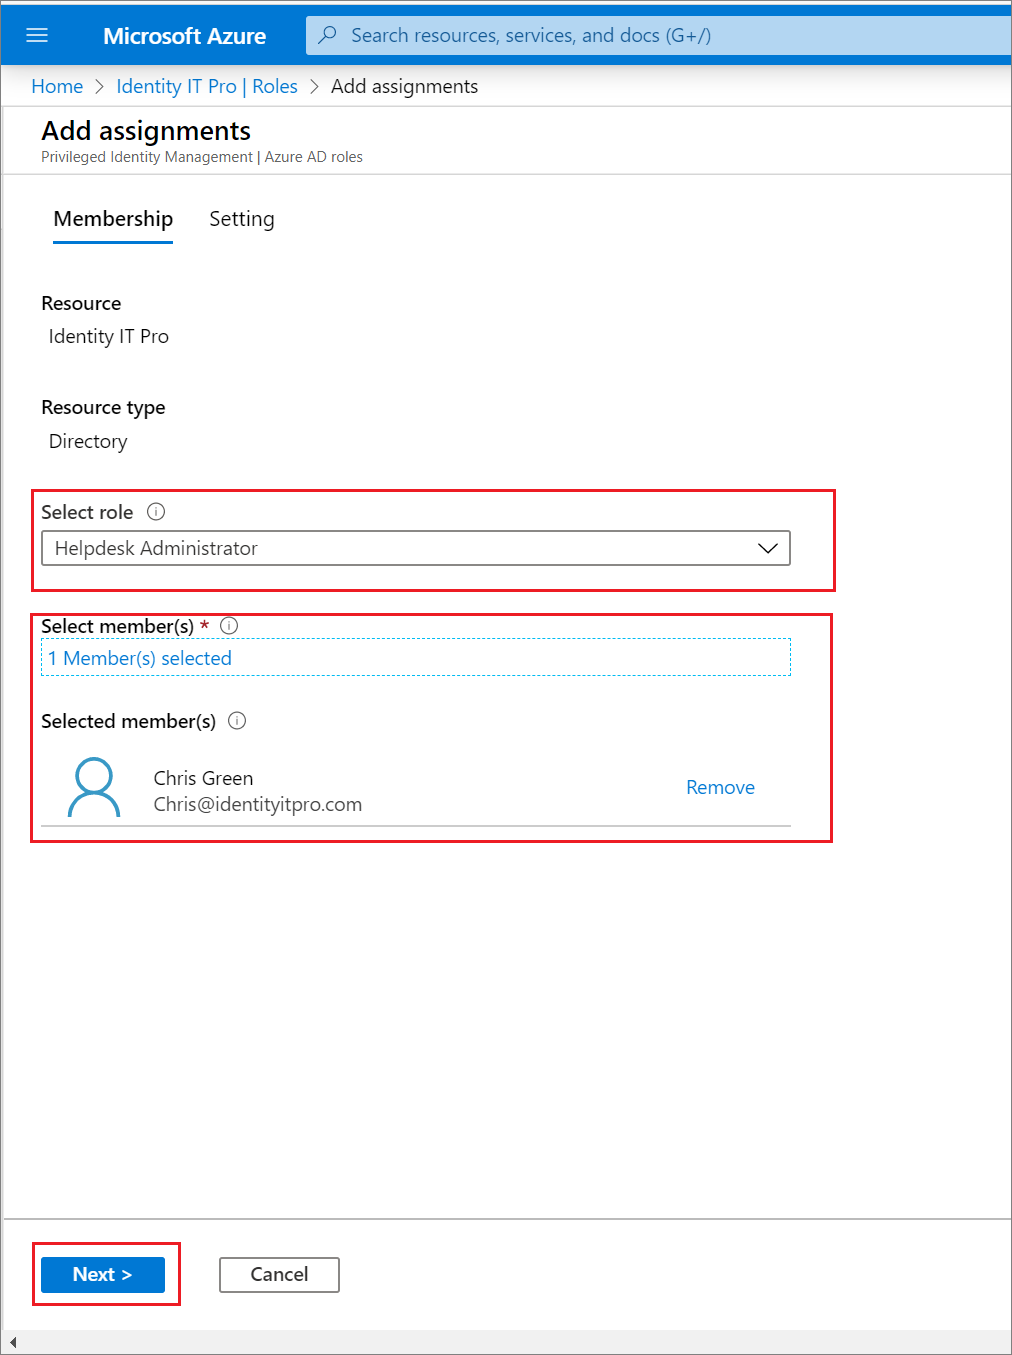 Microsoft Azure
Search resources, services, and docs (G+/)
Home > Identity IT Pro | Roles > Add assignments
Add assignments
Privileged Identity Management | Azure AD roles
Membership Setting
Resource
Identity IT Pro
Resource type
Directory
Select role
Helpdesk Administrator
Select member(s) *
1 Member(s) selected
Selected member(s)
Chris Green
Chris@identityitpro.com
Remove
Next >
Cancel